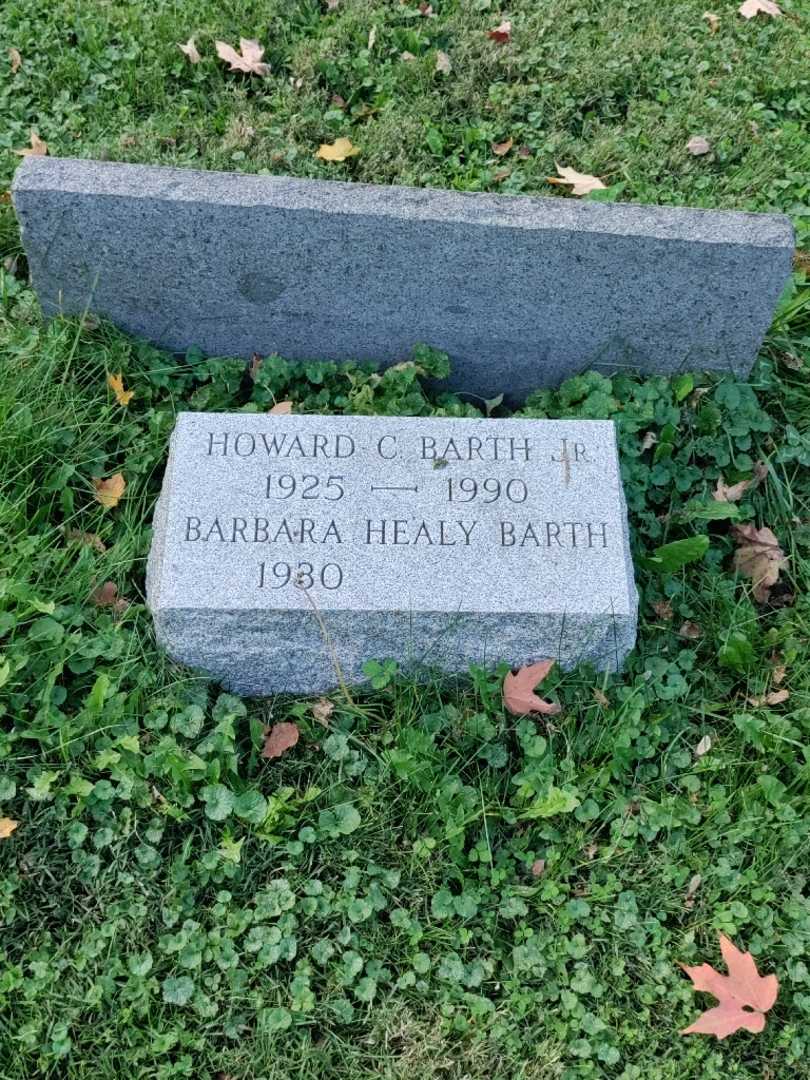 HOWARD C. BARTH JR.
1925 — 1990
BARBARA HEALY BARTH
1930